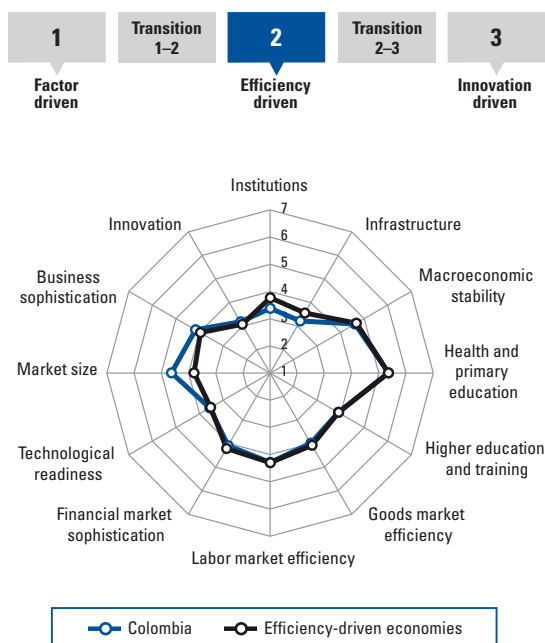 1
Transition
1–2
2
Transition
2–3
3
Factor
driven
Efficiency
driven
Innovation
driven
Institutions
7
6
5
4
3
2
1
Innovation
Infrastructure
Business
sophistication
Macroeconomic
stability
Market size
Health and
primary
education
Technological
readiness
Higher education
and training
Financial market
sophistication
Goods market
efficiency
Labor market efficiency
Colombia
Efficiency-driven economies